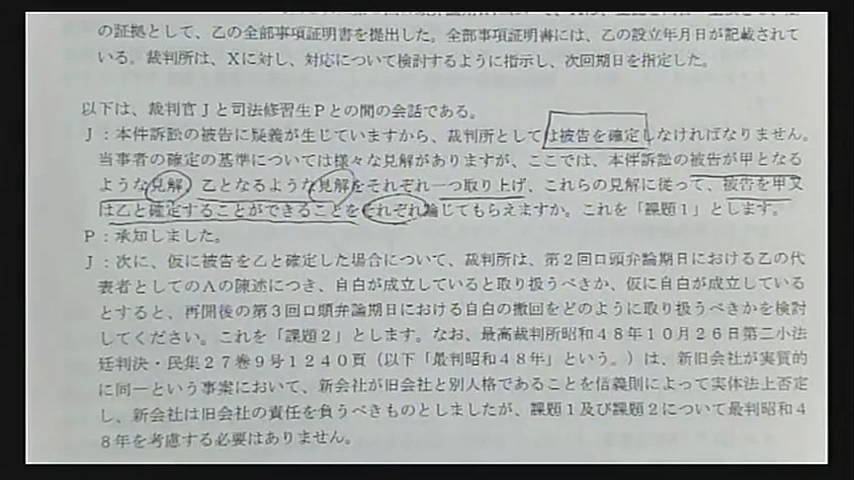 の証拠として、乙の全部事項証明書を提出した。全部事項証明書には、乙の設立年月日が記載されて
いる。裁判所は、Xに対し、対応について検討するように指示し、次回期日を指定した。
以下は、裁判官Jと司法修習生Pとの間の会話である。
J:本件訴訟の被告に疑義が生じていますから、裁判所としては被告を確定しなければなりません。
当事者の確定の基準については様々な見解がありますが、ここでは、本件訴訟の被告が甲となる
ような見解、乙となるような見解をそれぞれ一つ取り上げ、これらの見解に従って、被告を甲又
は乙と確定することができることをそれぞれ論じてもらえますか。これを「課題1」とします。
P:承知しました。
J:次に、仮に被告を乙と確定した場合について、裁判所は、第2回口頭弁論期日における乙の代
表者としてのAの陳述につき、自白が成立していると取り扱うべきか、仮に自白が成立している
とすると、再開後の第3回口頭弁論期日における自白の撤回をどのように取り扱うべきかを検討
してください。これを「課題2」とします。なお、最高裁判所昭和48年10月26日第二小法
廷判決・民集27巻9号1240頁(以下「最判昭和48年」という。)は、新旧会社が実質的
に同一という事案において、新会社が旧会社と別人格であることを信義則によって実体法上否定
し、新会社は旧会社の責任を負うべきものとしましたが、課題1及び課題2について最判昭和4
8年を考慮する必要はありません。